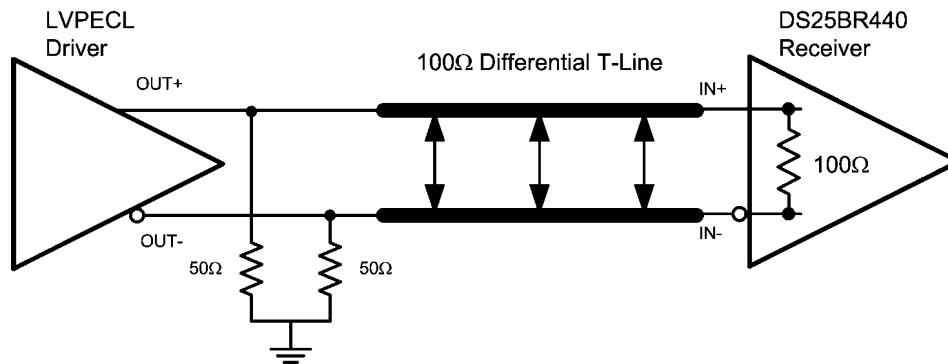 LVPECL
Driver
DS25BR440
Receiver
100Ω Differential T-Line
OUT+
IN+
100Ω
OUT-
IN-
50Ω
50Ω